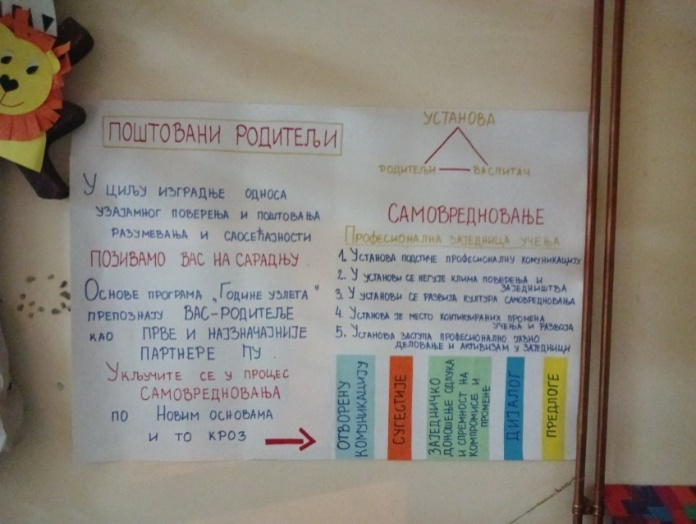 ПОШТОВАНИ РОДИТЕЉИ
У ЦИЉУ ИЗГРАДЊЕ ОДНОСА
УЗАЈАМНОГ ПОВЕРЕЊА И ПОШТОВАЊА
РАЗУМЕВАЊА И САОСЕЋАЈНОСТИ
ПОЗИВАМО ВАС НА САРАДЊУ
ОСНОВЕ ПРОГРАМА „ГОДИНЕ УЗЛЕТА“
ПРЕПОЗНАЈУ ВАС-РОДИТЕЉЕ
КАО ПРВЕ И НАЈЗНАЧАЈНИЈЕ
ПАРТНЕРЕ ПУ.
УКЉУЧИТЕ СЕ У ПРОЦЕС
САМОВРЕДНОВАЊА
ПО НОВИМ ОСНОВАМА
И ТО КРОЗ
УСТАНОВА
РОДИТЕЉИ ВАСПИТАЧ
САМОВРЕДНОВАЊЕ
ПРОФЕСИОНАЛНА ЗАЈЕДНИЦА УЧЕЊА
1. УСТАНОВА ПОДСТИЧЕ ПРОФЕСИОНАЛНУ КОМУНИКАЦИЈУ
2. У УСТАНОВИ СЕ НЕГУЈЕ КЛИМА ПОВЕРЕЊА И
ЗАЈЕДНИШТВА
3. У УСТАНОВИ СЕ РАЗВИЈА КУЛТУРА САМОВРЕДНОВАЊА
4. УСТАНОВА ЈЕ МЕСТО КОНТИНУИРАНИХ ПРОМЕНА
УЧЕЊА И РАЗВОЈА
5. УСТАНОВА ЗАСТУПА ПРОФЕСИОНАЛНО ЈАВНО
ДЕЛОВАЊЕ И АКТИВИЗАМ У ЗАЈЕДНИЦИ
ОТВОРЕНУ
КОМУНИКАЦИЈУ
СУГЕСТИЈЕ
ЗАЈЕДНИЧКО
ДОНОШЕЊЕ ОДЛУКА
И СПРЕМНОСТ НА
КОМПРОМИСЕ И
ПРОМЕНЕ
ДИЈАЛОГ
ПРЕДЛОГЕ